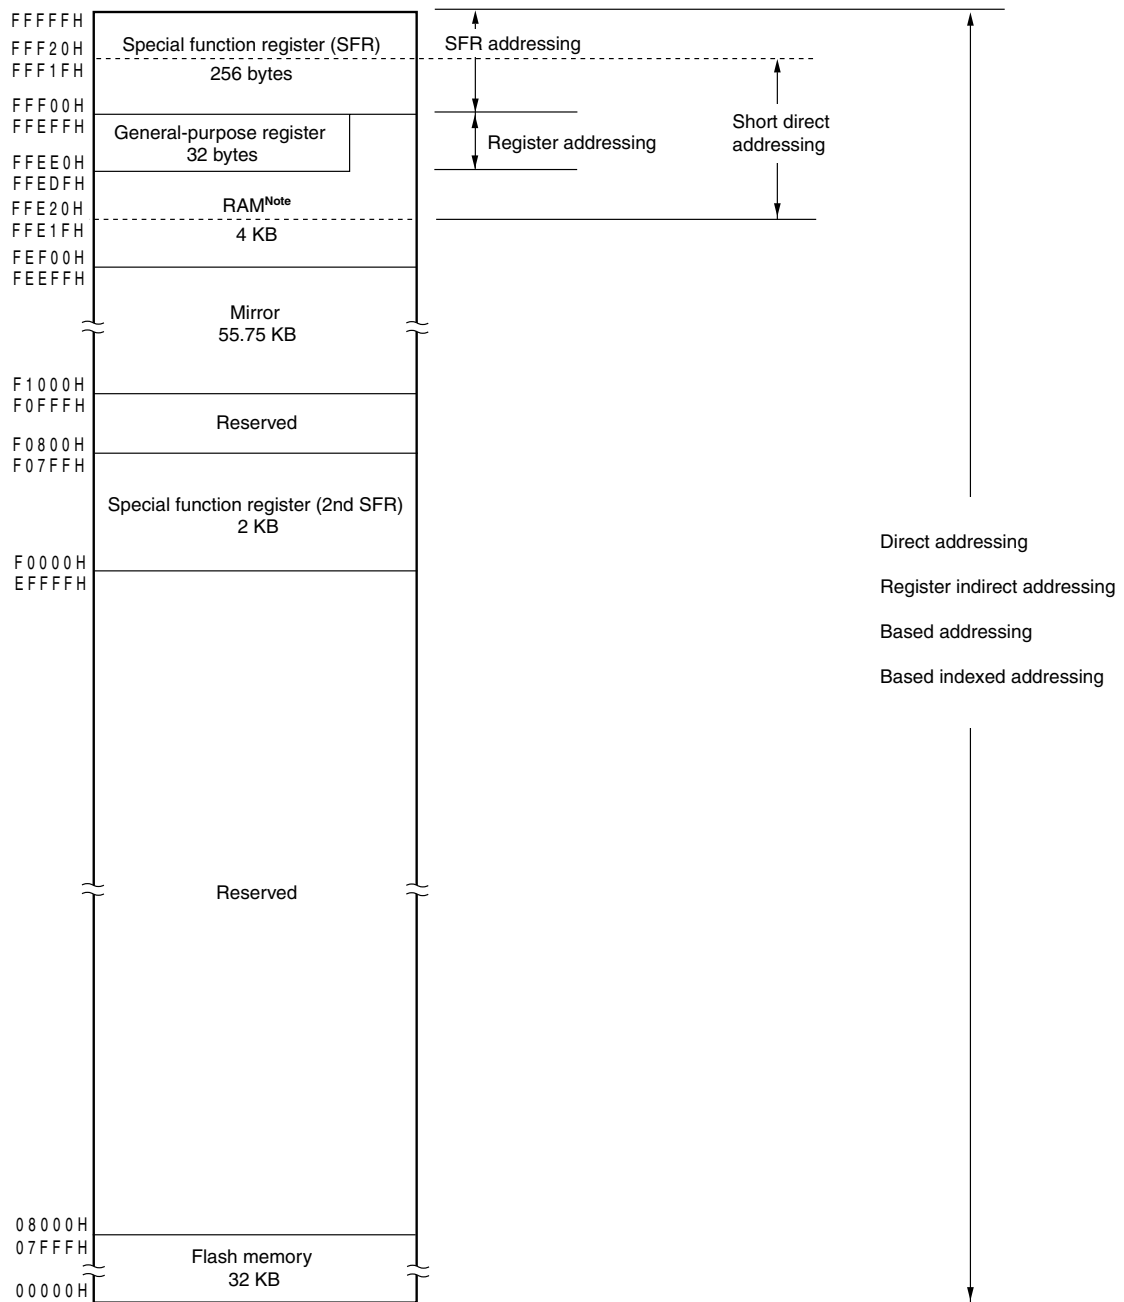 FFFFFH
FFF20H
FFF1FH
FFF00H
FFEFFH
FFEE0H
FFEDFH
FFE20H
FFE1FH
FEF00H
FEEFFH
F1000H
F0FFFH
F0800H
F07FFH
F0000H
EFFFFH
08000H
07FFFH
00000H
Special function register (SFR)
256 bytes
General-purpose register
32 bytes
RAMNote
4 KB
Mirror
55.75 KB
Reserved
Special function register (2nd SFR)
2 KB
Reserved
Flash memory
32 KB
SFR addressing
Register addressing
Short direct
addressing
Direct addressing
Register indirect addressing
Based addressing
Based indexed addressing